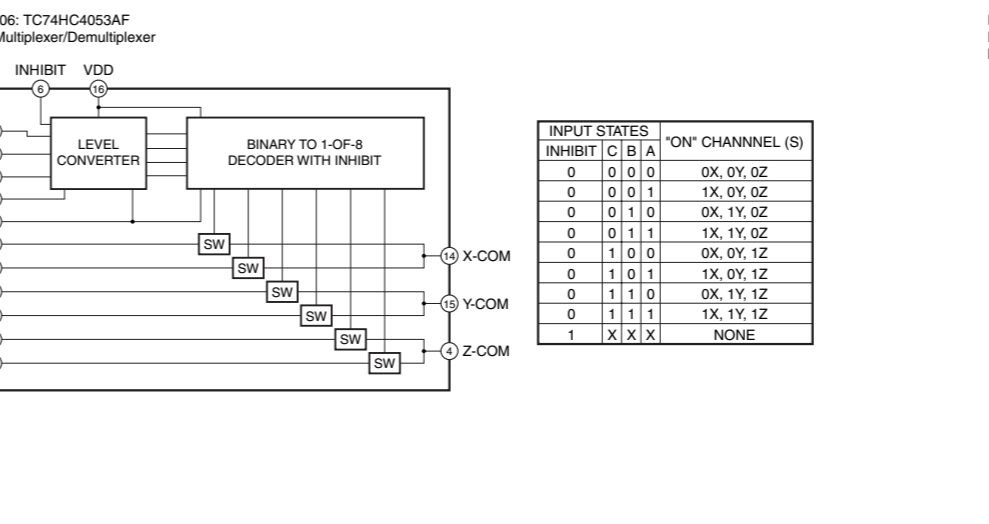 06: TC74HC4053AF
Multiplexer/Demultiplexer
INHIBIT VDD
6 16
LEVEL
CONVERTER
BINARY TO 1-OF-8
DECODER WITH INHIBIT
SW
14 X-COM
SW
SW
15 Y-COM
SW
SW
4 Z-COM
SW
INPUT STATES "ON" CHANNNEL (S)
INHIBIT C B A
0 0 0 0 0X, 0Y, 0Z
0 0 0 1 1X, 0Y, 0Z
0 0 1 0 0X, 1Y, 0Z
0 0 1 1 1X, 1Y, 0Z
0 1 0 0 0X, 0Y, 1Z
0 1 0 1 1X, 0Y, 1Z
0 1 1 0 0X, 1Y, 1Z
0 1 1 1 1X, 1Y, 1Z
1 X X X NONE